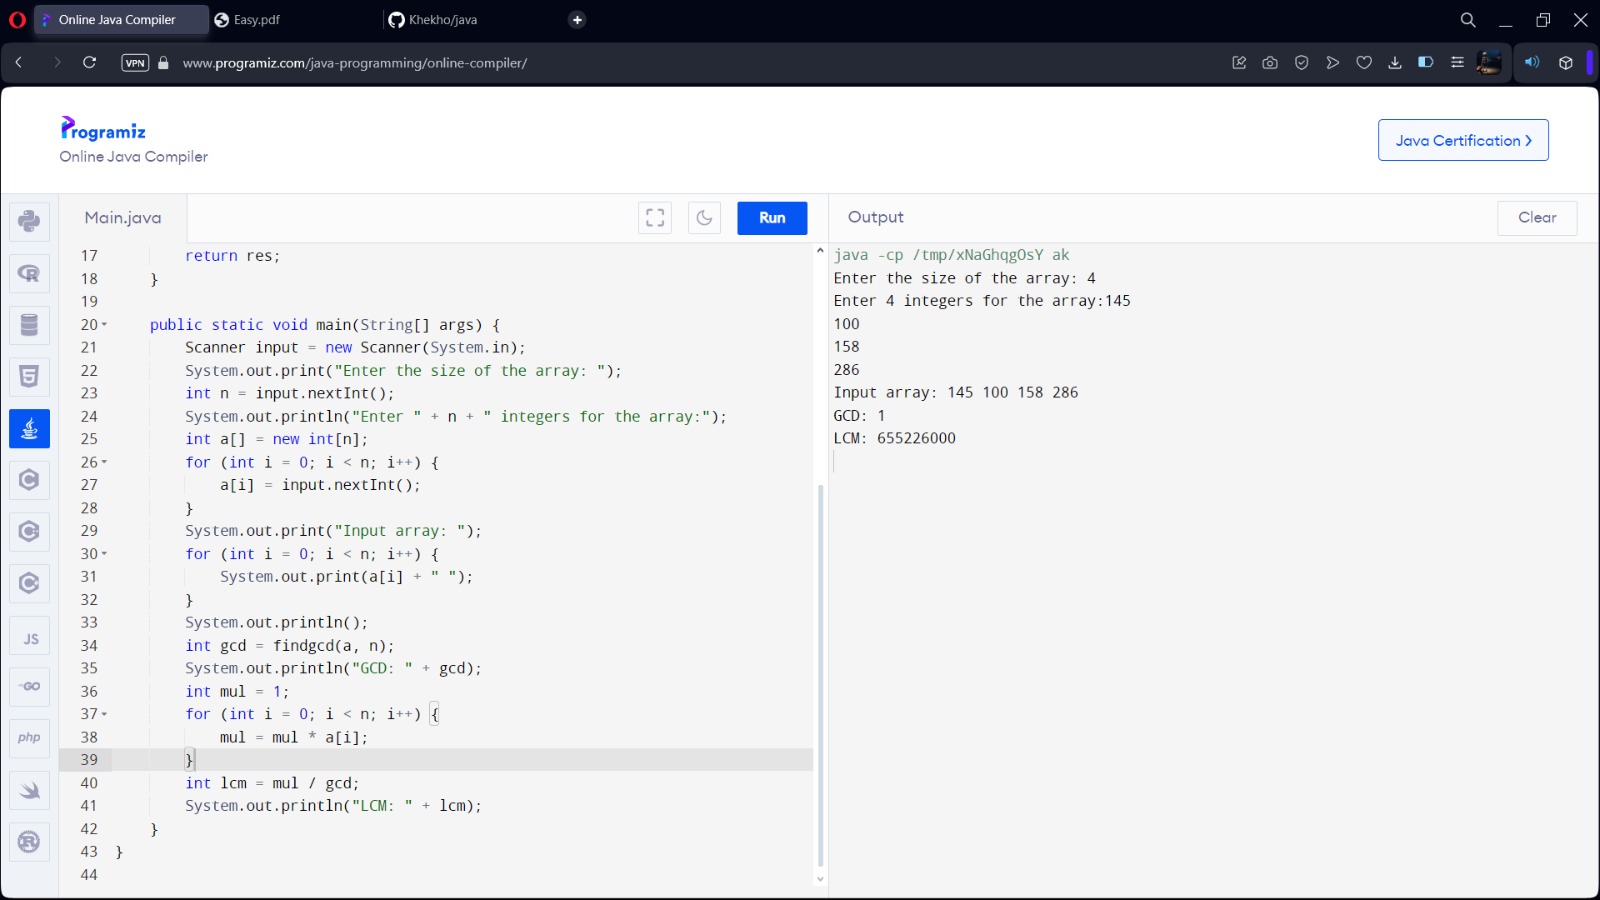 Online Java Compiler
Easy.pdf
Khekho/java
VPN
www.programiz.com/java-programming/online-compiler/
Programiz
Online Java Compiler
Java Certification
Main.java
Run
Output
Clear
17 return res;
18 }
19
20 public static void main(String[] args) {
21 Scanner input = new Scanner(System.in);
22 System.out.print("Enter the size of the array: ");
23 int n = input.nextInt();
24 System.out.println("Enter " + n + " integers for the array:");
25 int a[] = new int[n];
26 for (int i = 0; i < n; i++) {
27 a[i] = input.nextInt();
28 }
29 System.out.print("Input array: ");
30 for (int i = 0; i < n; i++) {
31 System.out.print(a[i] + " ");
32 }
33 System.out.println();
34 int gcd = findgcd(a, n);
35 System.out.println("GCD: " + gcd);
36 int mul = 1;
37 for (int i = 0; i < n; i++) {
38 mul = mul * a[i];
39 }
40 int lcm = mul / gcd;
41 System.out.println("LCM: " + lcm);
42 }
43 }
44
java -cp /tmp/xNaGhqgOsY ak
Enter the size of the array: 4
Enter 4 integers for the array:145
100
158
286
Input array: 145 100 158 286
GCD: 1
LCM: 655226000
JS
GO
php